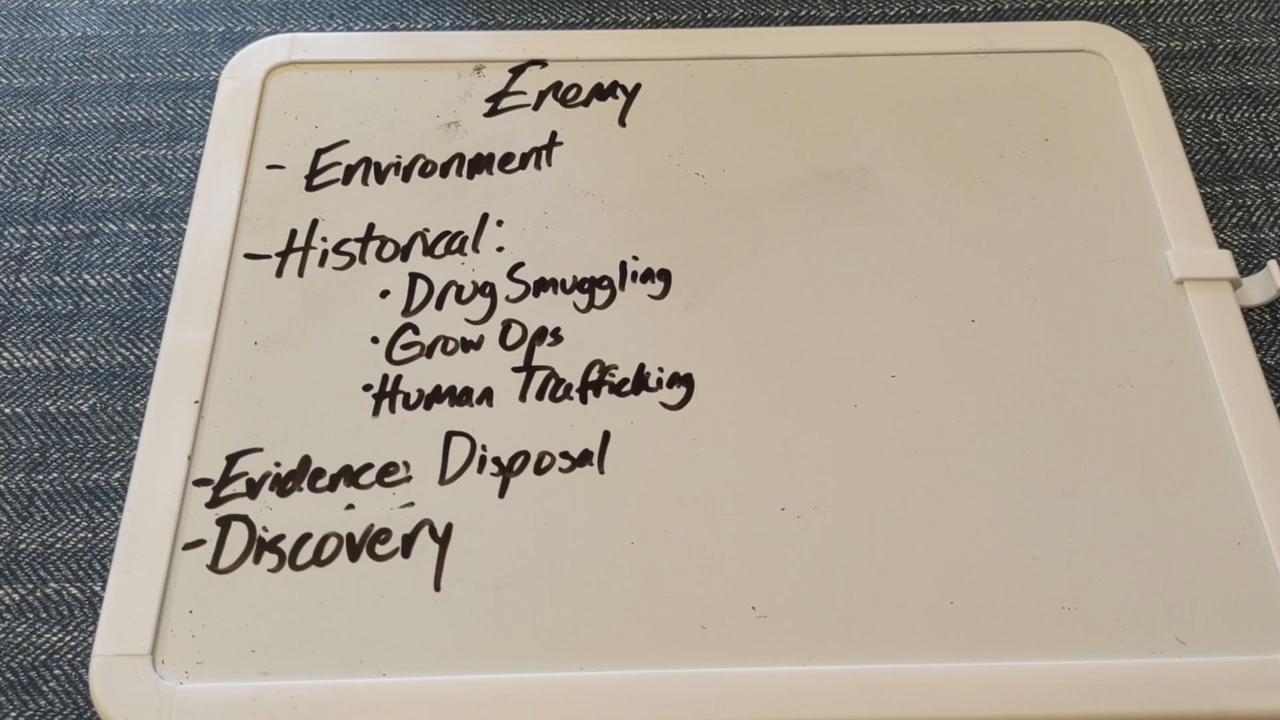 Enemy
- Environment
- Historical:
• Drug Smuggling
• Grow Ops
• Human Trafficking
- Evidence: Disposal
- Discovery